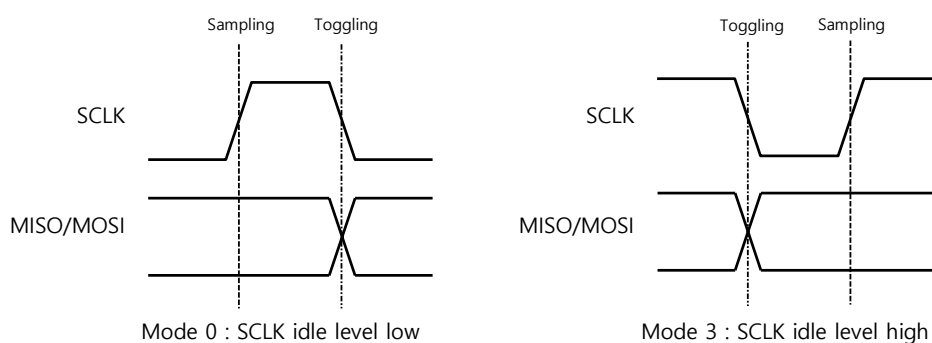 Sampling Toggling
SCLK
MISO/MOSI
Mode 0 : SCLK idle level low
Toggling Sampling
SCLK
MISO/MOSI
Mode 3 : SCLK idle level high